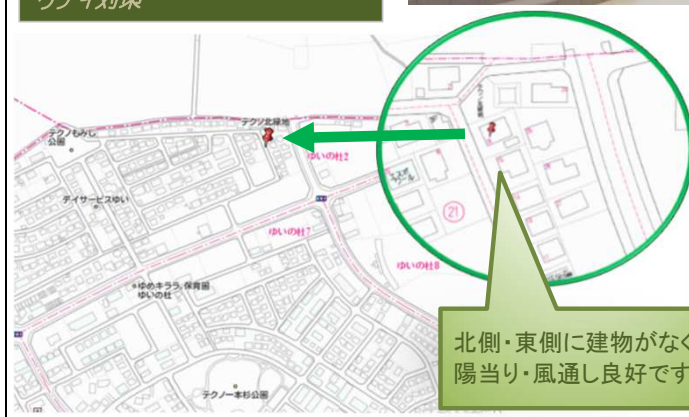 テクノ北緑地
テクノもみじ
公園
ゆいの杜2
デイサービスゆい
ゆいの杜7
21
ゆいの杜8
ゆめキララ保育園
ゆいの杜
テクノ一本杉公園
北側・東側に建物がなく
陽当り・風通し良好です